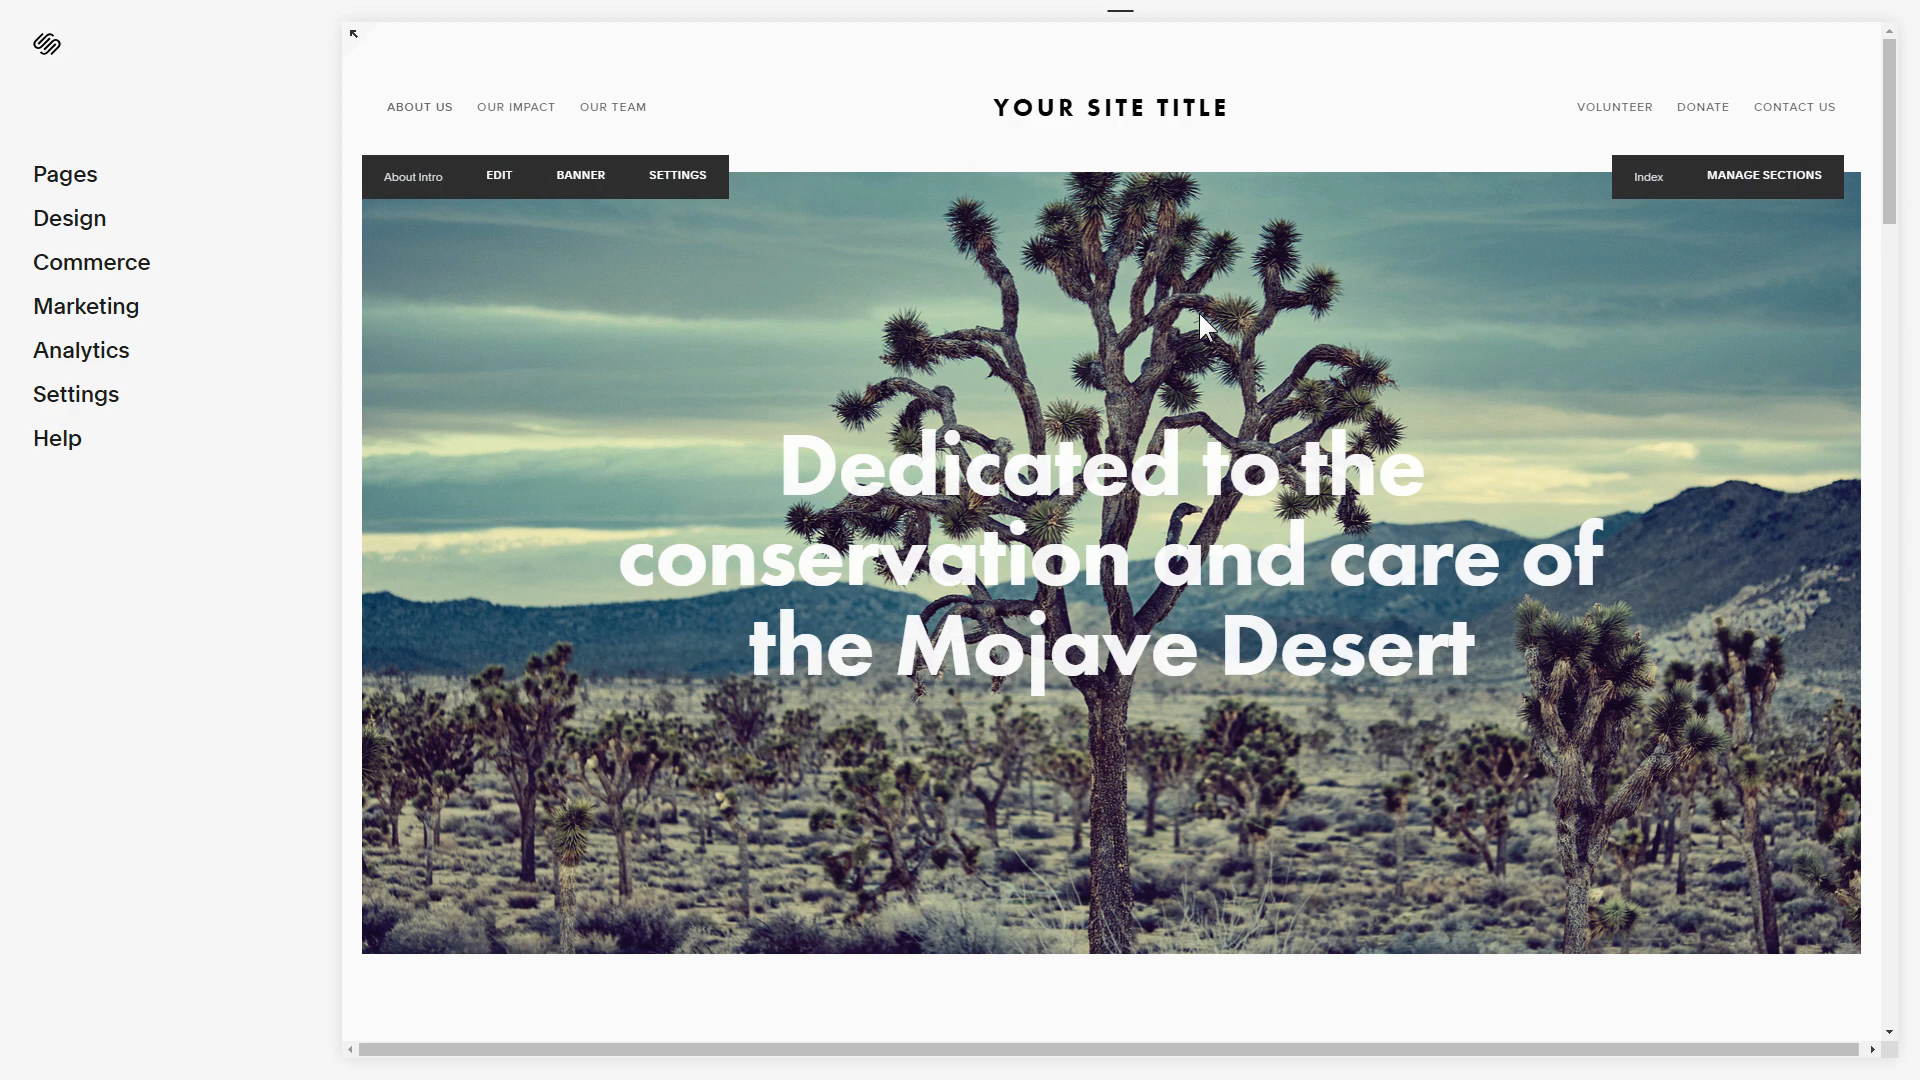 Pages
Design
Commerce
Marketing
Analytics
Settings
Help
ABOUT US OUR IMPACT OUR TEAM
YOUR SITE TITLE
VOLUNTEER DONATE CONTACT US
About Intro EDIT BANNER SETTINGS
Index MANAGE SECTIONS
Dedicated to the
conservation and care of
the Mojave Desert